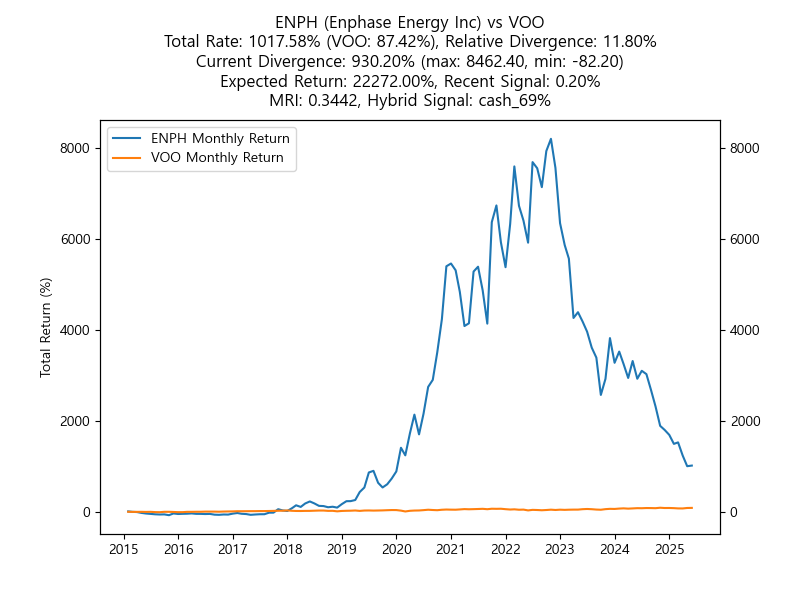 ENPH (Enphase Energy Inc) vs VOO
Total Rate: 1017.58% (VOO: 87.42%), Relative Divergence: 11.80%
Current Divergence: 930.20% (max: 8462.40, min: -82.20)
Expected Return: 22272.00%, Recent Signal: 0.20%
MRI: 0.3442, Hybrid Signal: cash_69%
ENPH Monthly Return
VOO Monthly Return
Total Return (%)
8000
6000
4000
2000
0
8000
6000
4000
2000
0
2015 2016 2017 2018 2019 2020 2021 2022 2023 2024 2025